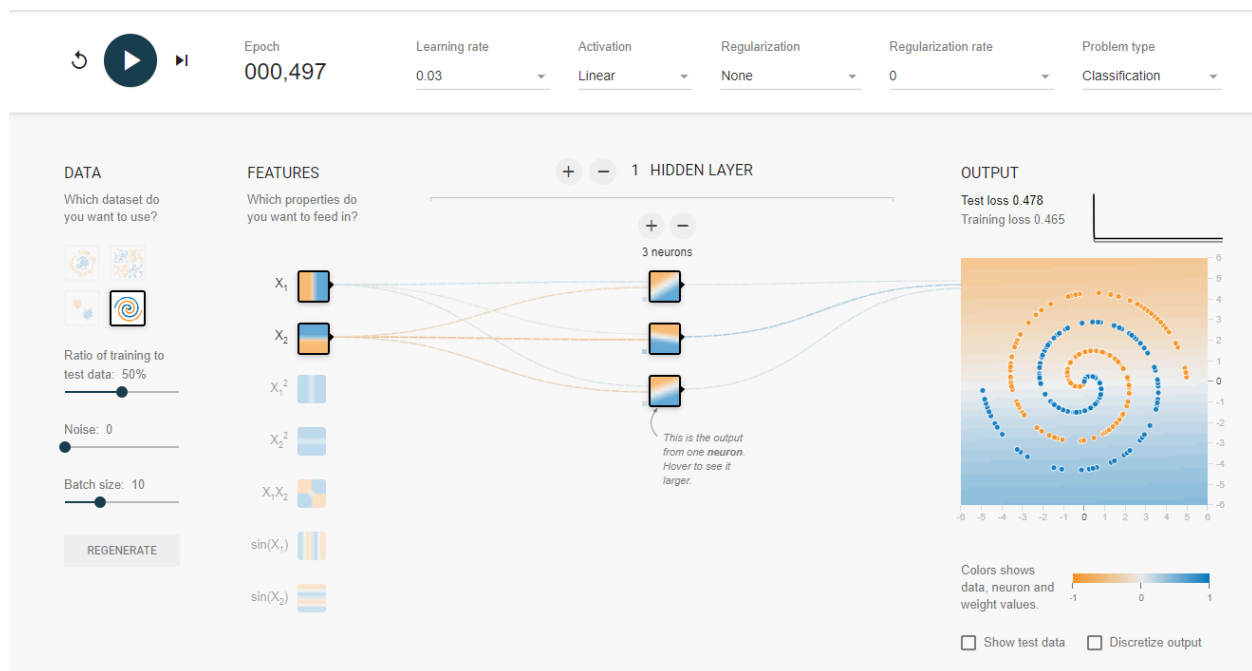 Epoch
000,497
Learning rate
0.03
Activation
Linear
Regularization
None
Regularization rate
0
Problem type
Classification
DATA
Which dataset do
you want to use?
Ratio of training to
test data: 50%
Noise: 0
Batch size: 10
REGENERATE
FEATURES
Which properties do
you want to feed in?
X₁
X₂
X₁²
X₂²
X₁X₂
sin(X₁)
sin(X₂)
+ − 1 HIDDEN LAYER
+ −
3 neurons
This is the output
from one neuron.
Hover to see it
larger.
OUTPUT
Test loss 0.478
Training loss 0.465
6
5
4
3
2
1
0
-1
-2
-3
-4
-5
-6
-6 -5 -4 -3 -2 -1 0 1 2 3 4 5 6
Colors shows
data, neuron and
weight values.
-1 0 1
Show test data
Discretize output